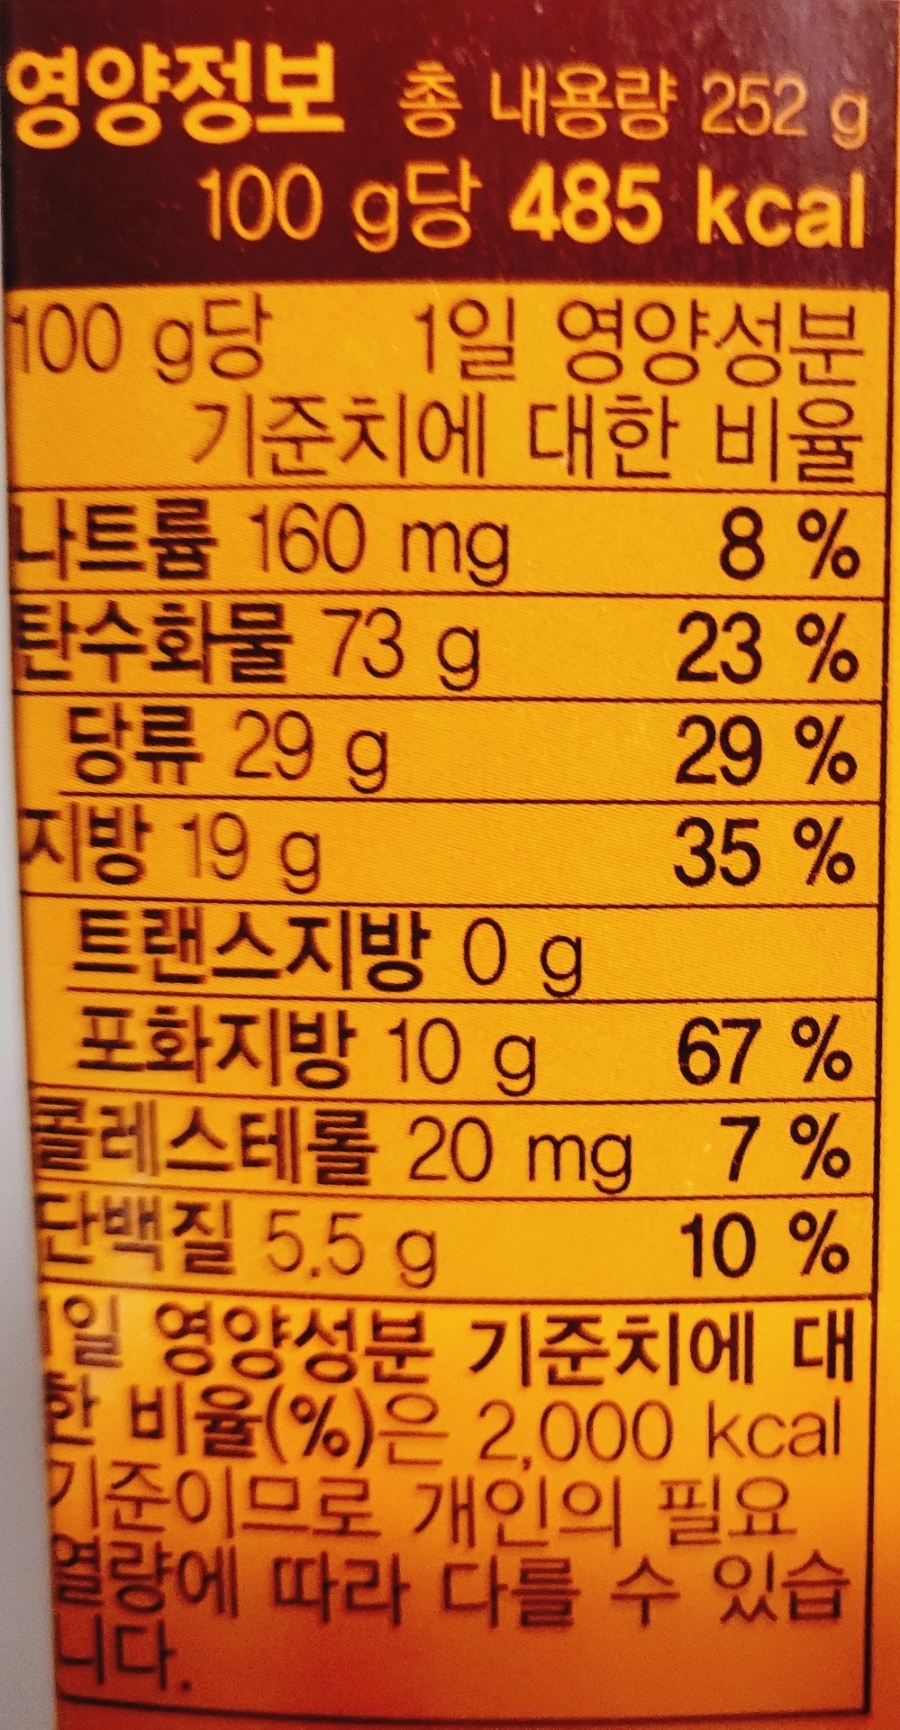 영양정보 총 내용량 252 g
100 g당 485 kcal
100 g당 1일 영양성분
기준치에 대한 비율
나트륨 160 mg 8 %
탄수화물 73 g 23 %
당류 29 g 29 %
지방 19 g 35 %
트랜스지방 0 g
포화지방 10 g 67 %
콜레스테롤 20 mg 7 %
단백질 5.5 g 10 %
1일 영양성분 기준치에 대
한 비율(%)은 2,000 kcal
기준이므로 개인의 필요
열량에 따라 다를 수 있습
니다.